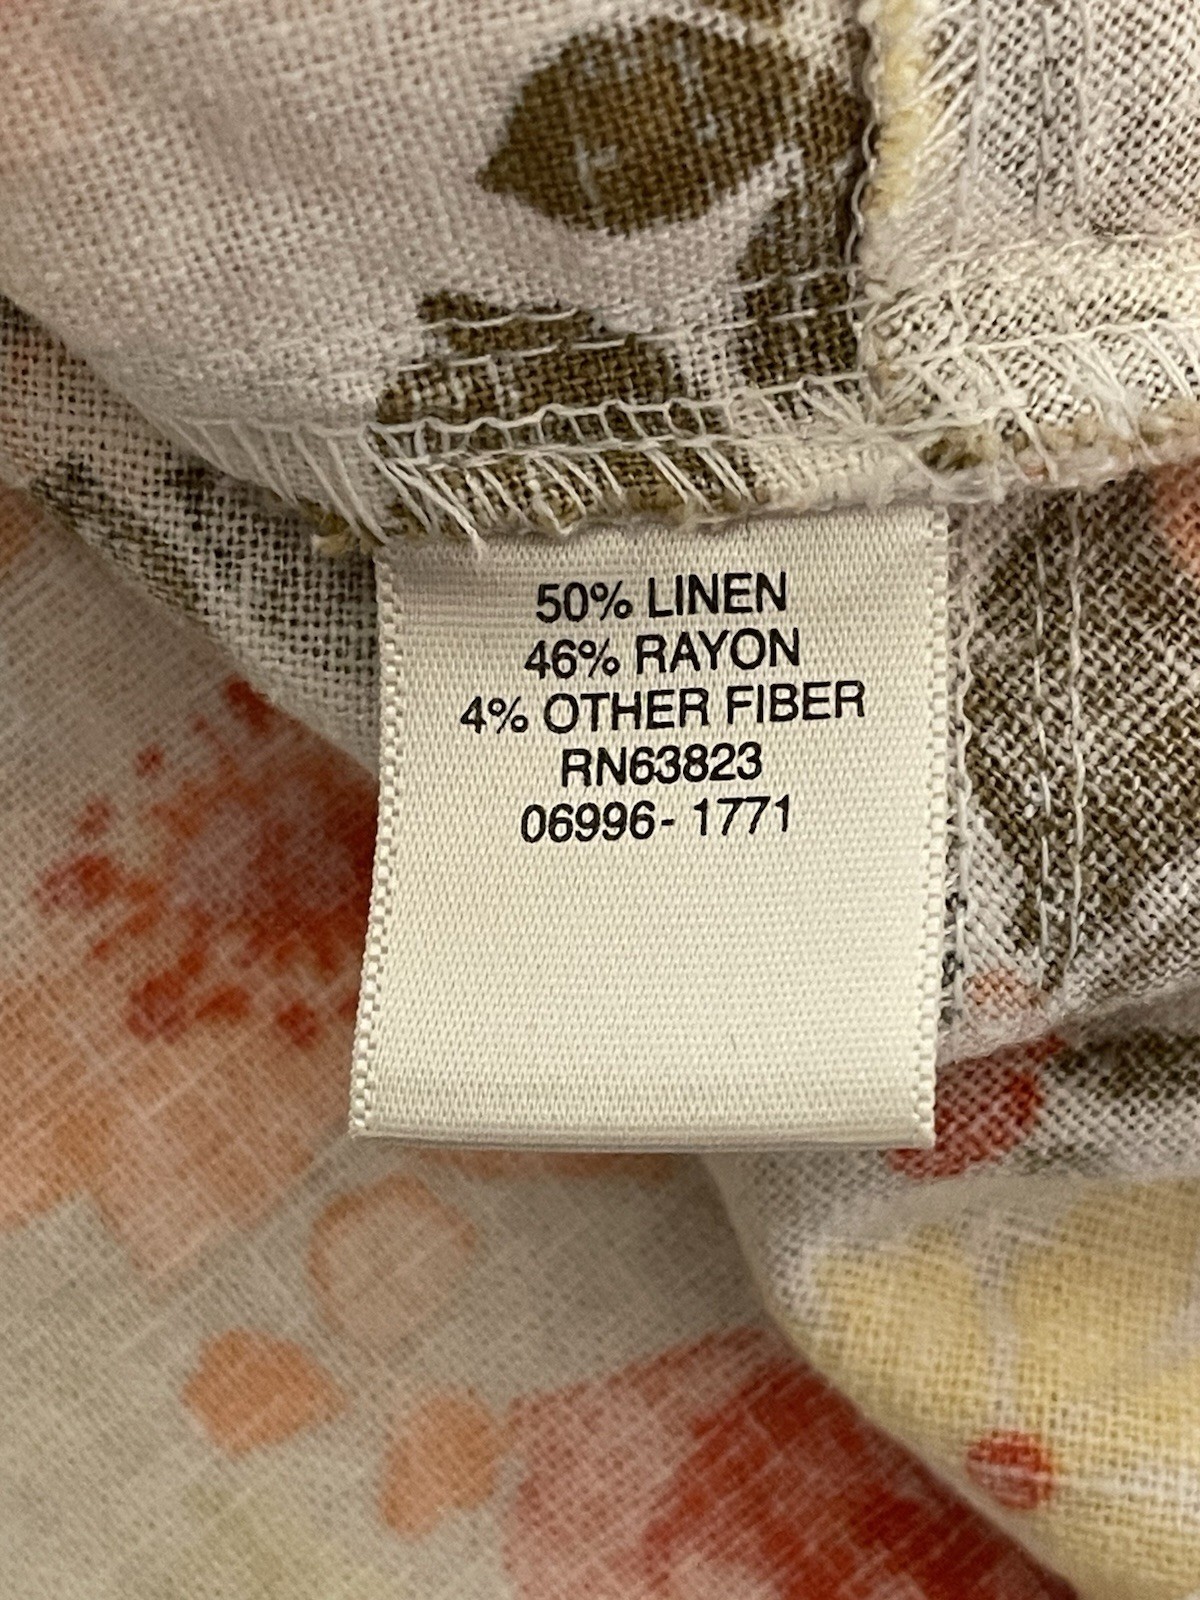 50% LINEN
46% RAYON
4% OTHER FIBER
RN63823
06996- 1771